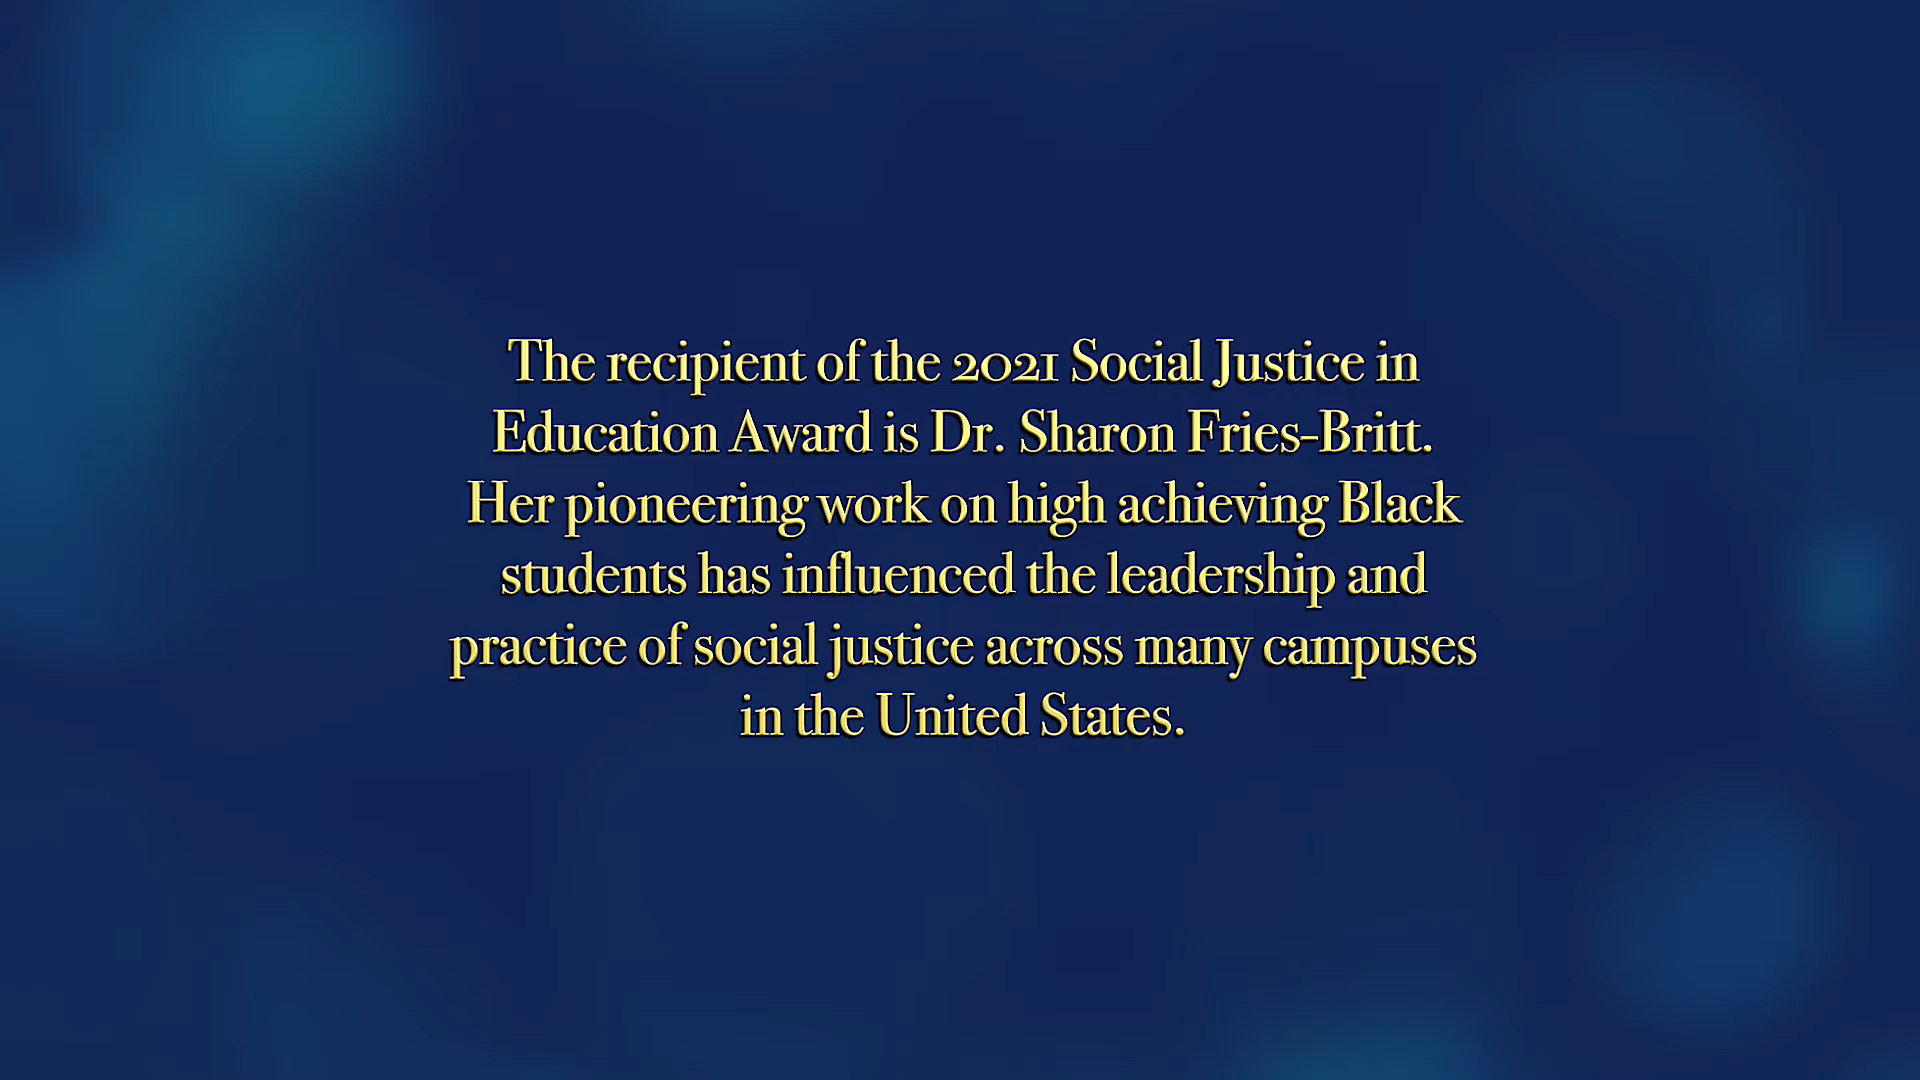 The recipient of the 2021 Social Justice in
Education Award is Dr. Sharon Fries-Britt.
Her pioneering work on high achieving Black
students has influenced the leadership and
practice of social justice across many campuses
in the United States.